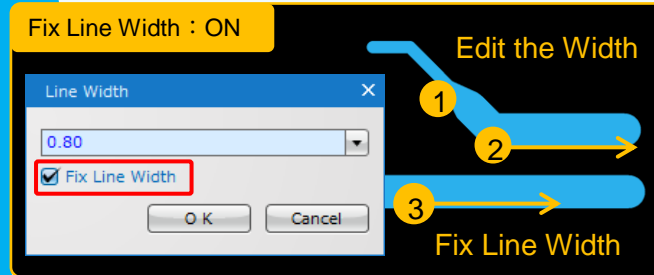 Fix Line Width：ON
Edit the Width
Line Width
0.80
Fix Line Width
O K
Cancel
1
2
3
Fix Line Width